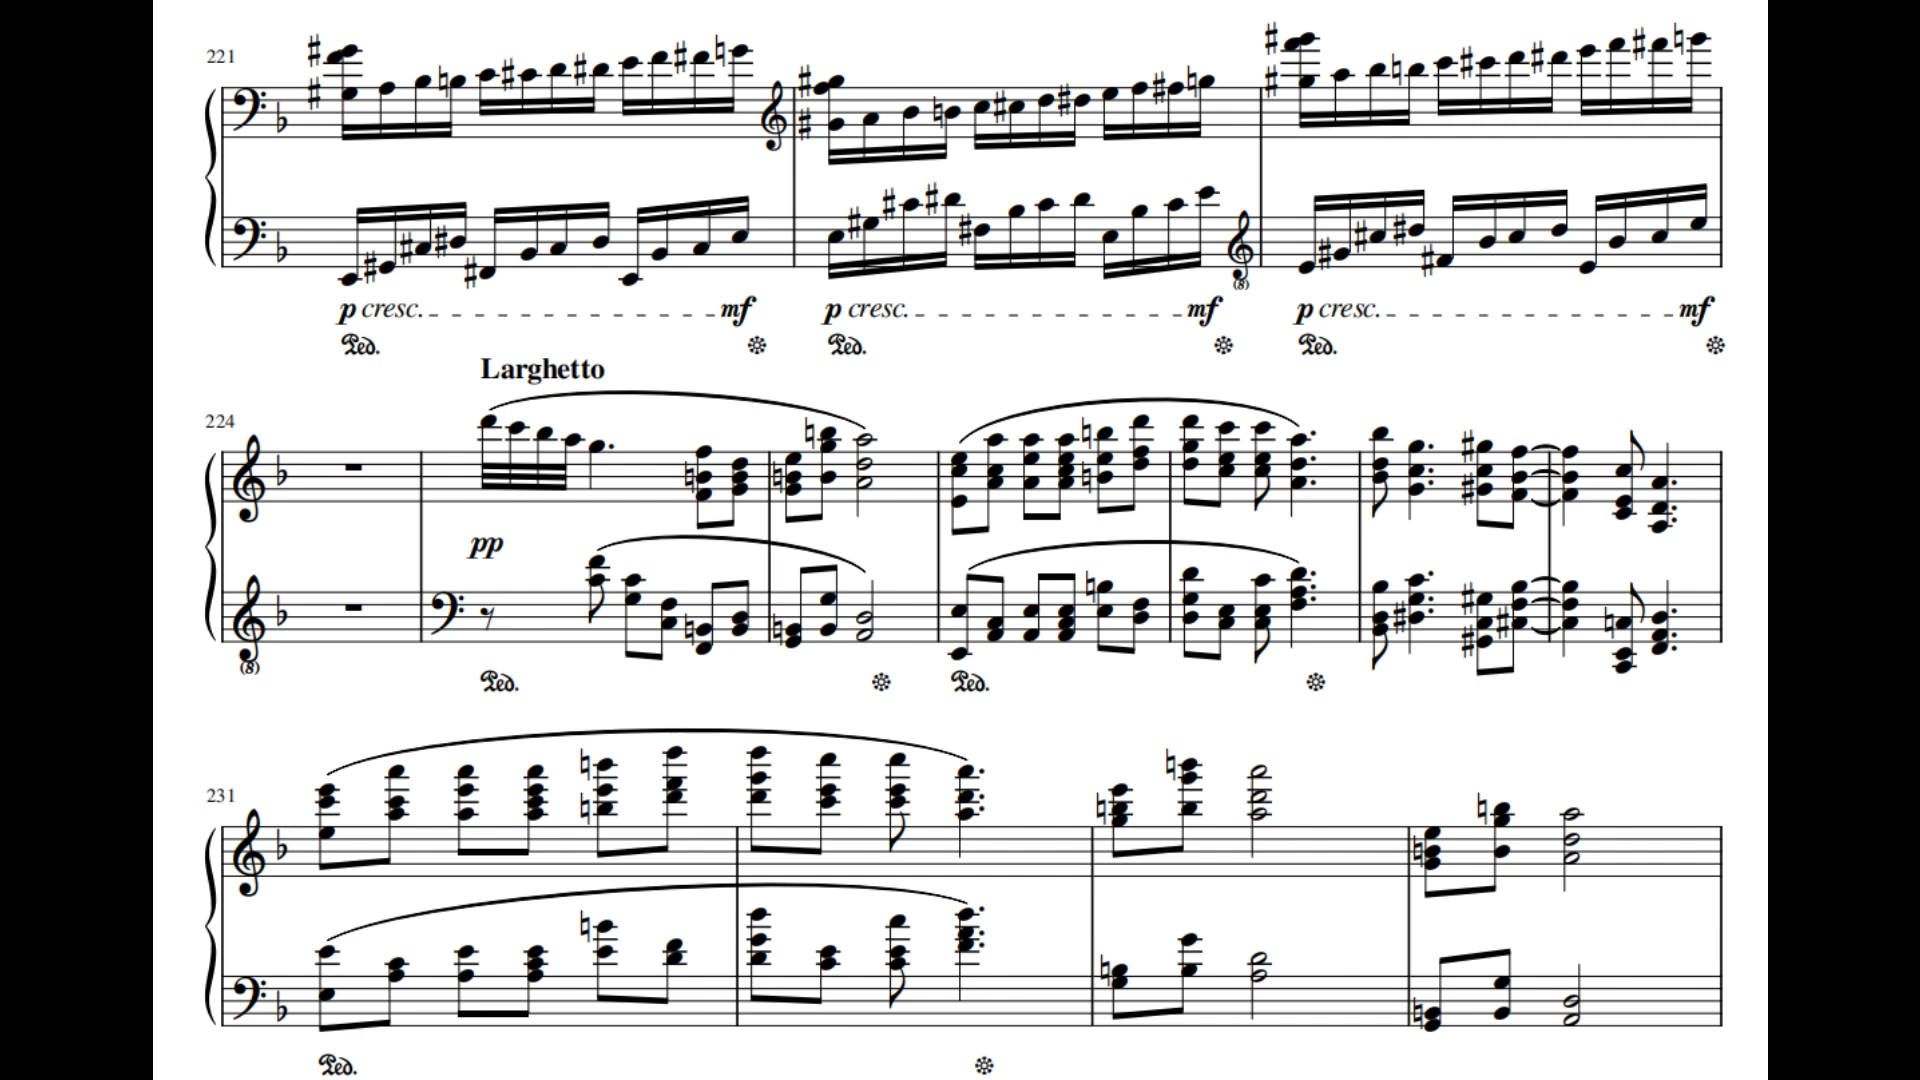 221
p cresc. mf p cresc. mf p cresc. mf
Ped. Ped. Ped.
Larghetto
224
pp
Ped. Ped.
231
Ped.